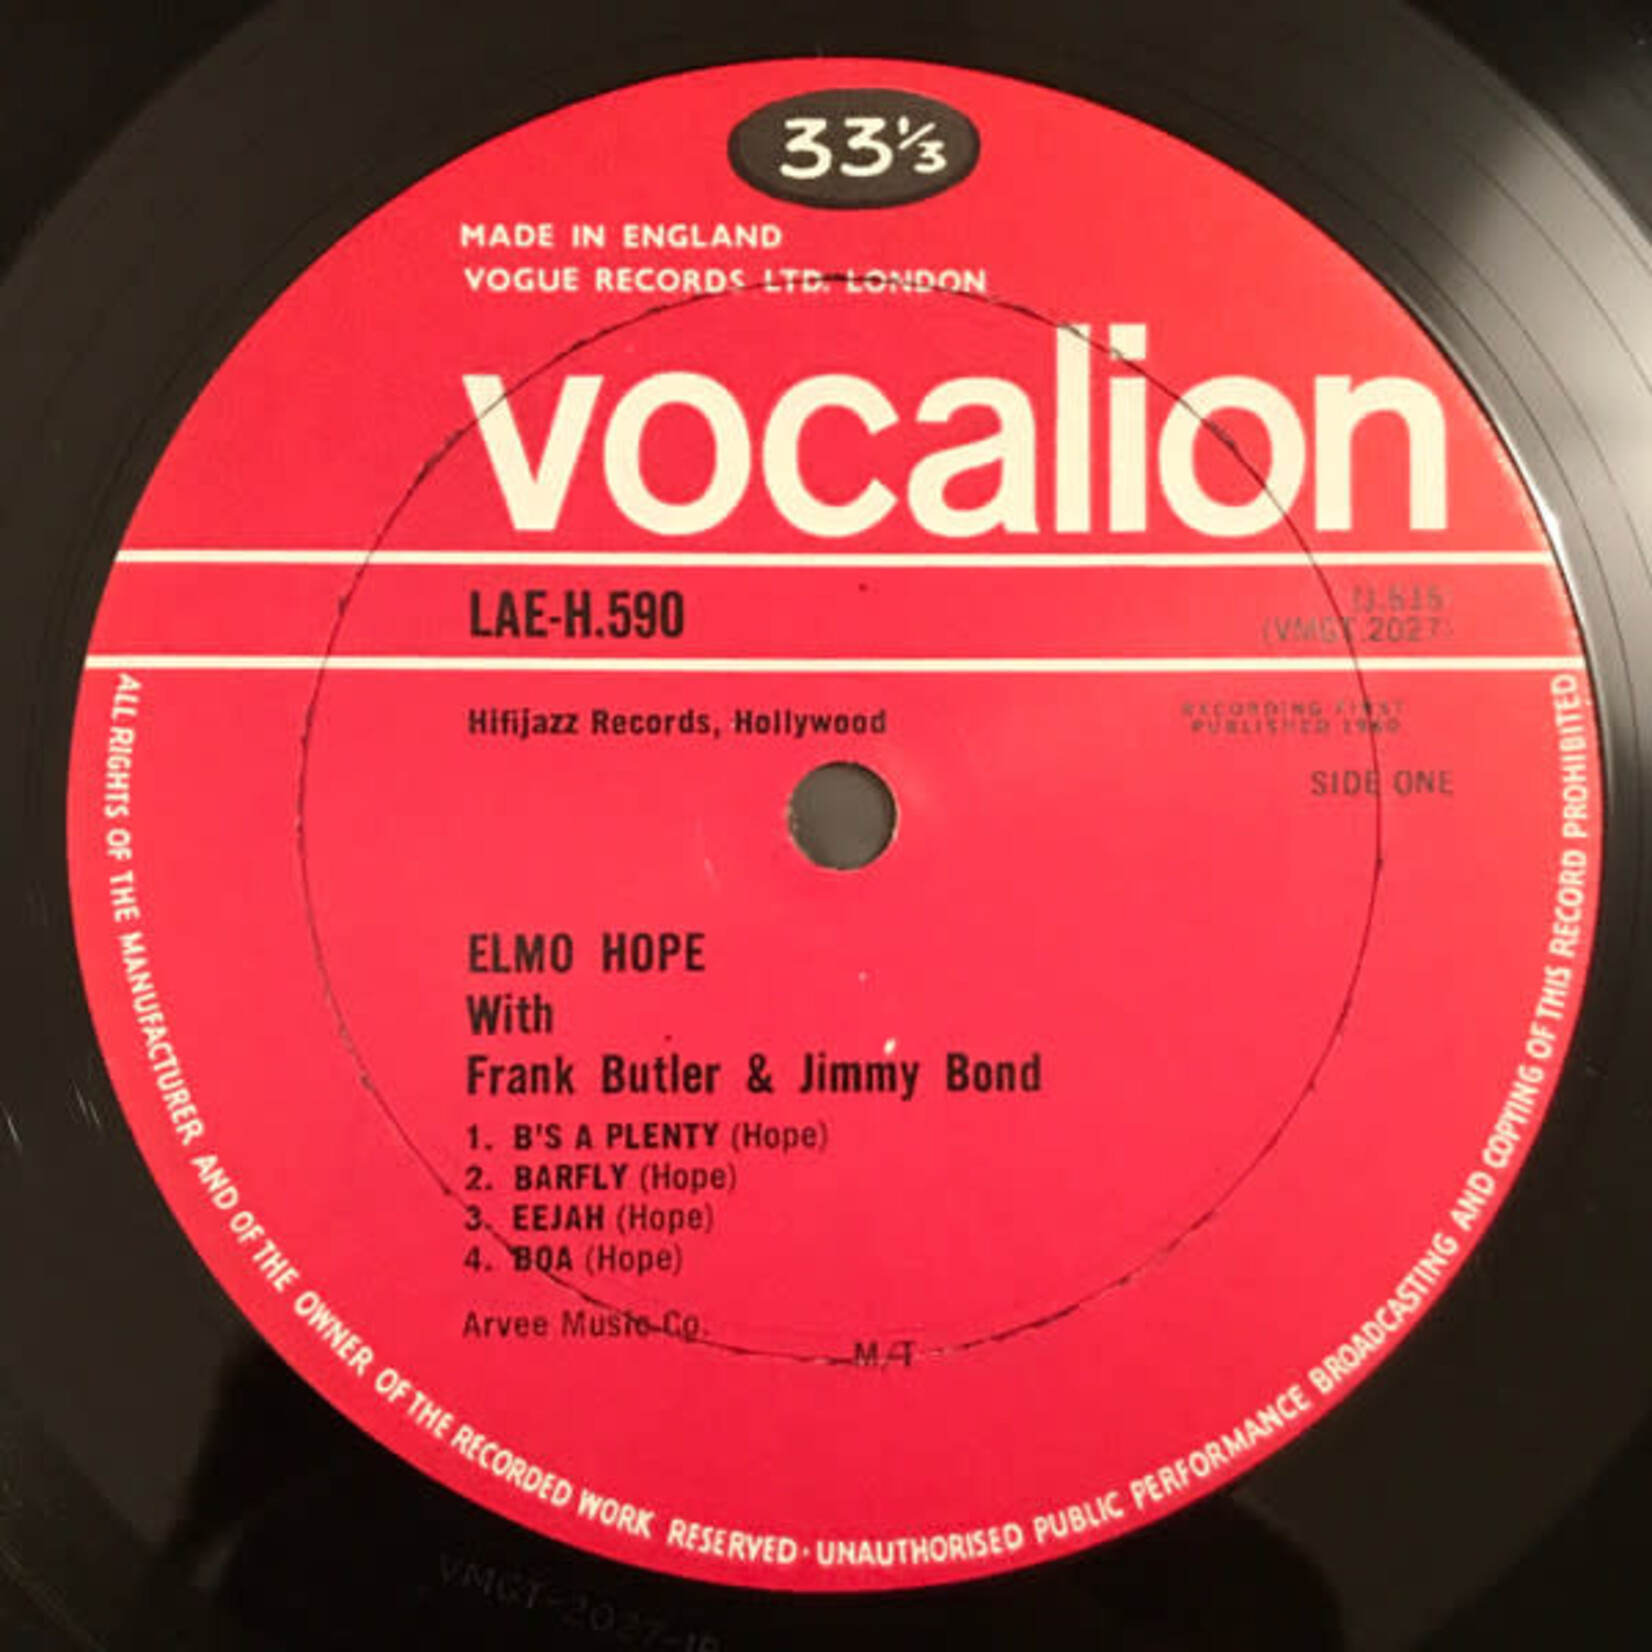 33⅓
MADE IN ENGLAND
VOGUE RECORDS LTD. LONDON
vocalion
LAE-H.590
(VMGT.2027)
Hifijazz Records, Hollywood
RECORDING FIRST
PUBLISHED 1960
SIDE ONE
ELMO HOPE
With
Frank Butler & Jimmy Bond
1. B'S A PLENTY (Hope)
2. BARFLY (Hope)
3. EEJAH (Hope)
4. BOA (Hope)
Arvee Music Co.
M/T
ALL RIGHTS OF THE MANUFACTURER AND OF THE OWNER OF THE RECORDED WORK RESERVED · UNAUTHORISED PUBLIC PERFORMANCE BROADCASTING AND COPYING OF THIS RECORD PROHIBITED